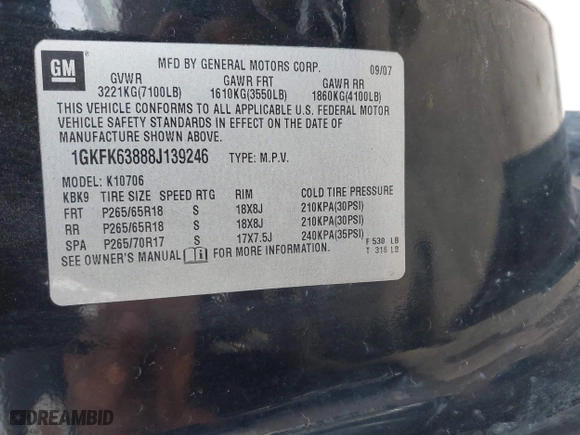 GM
MFD BY GENERAL MOTORS CORP.
09/07
GVWR GAWR FRT GAWR RR
3221KG(7100LB) 1610KG(3550LB) 1860KG(4100LB)
THIS VEHICLE CONFORMS TO ALL APPLICABLE U.S. FEDERAL MOTOR
VEHICLE SAFETY STANDARDS IN EFFECT ON THE DATE OF
MANUFACTURE SHOWN ABOVE.
1GKFK63888J139246 TYPE: M.P.V.
MODEL: K10706
KBK9 TIRE SIZE SPEED RTG RIM COLD TIRE PRESSURE
FRT P265/65R18 S 18X8J 210KPA(30PSI)
RR P265/65R18 S 18X8J 210KPA(30PSI)
SPA P265/70R17 S 17X7.5J 240KPA(35PSI)
SEE OWNER'S MANUAL FOR MORE INFORMATION.
F 530 LB
T 316 LB
DREAMBID